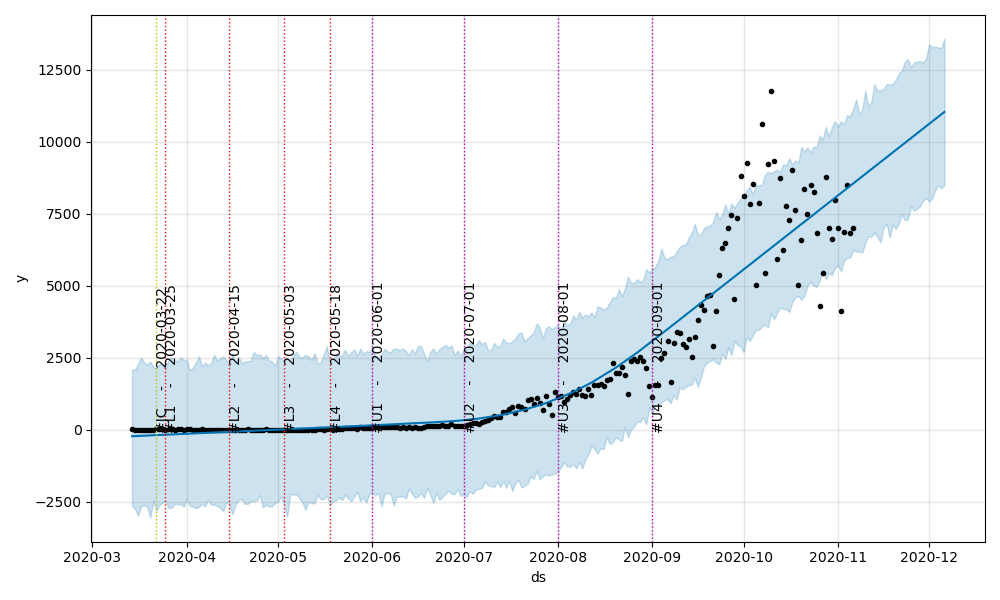 12500
10000
7500
5000
2500
0
−2500
y
#JC - 2020-03-22
#L1 - 2020-03-25
#L2 - 2020-04-15
#L3 - 2020-05-03
#L4 - 2020-05-18
#U1 - 2020-06-01
#U2 - 2020-07-01
#U3 - 2020-08-01
#U4 - 2020-09-01
2020-03 2020-04 2020-05 2020-06 2020-07 2020-08 2020-09 2020-10 2020-11 2020-12
ds